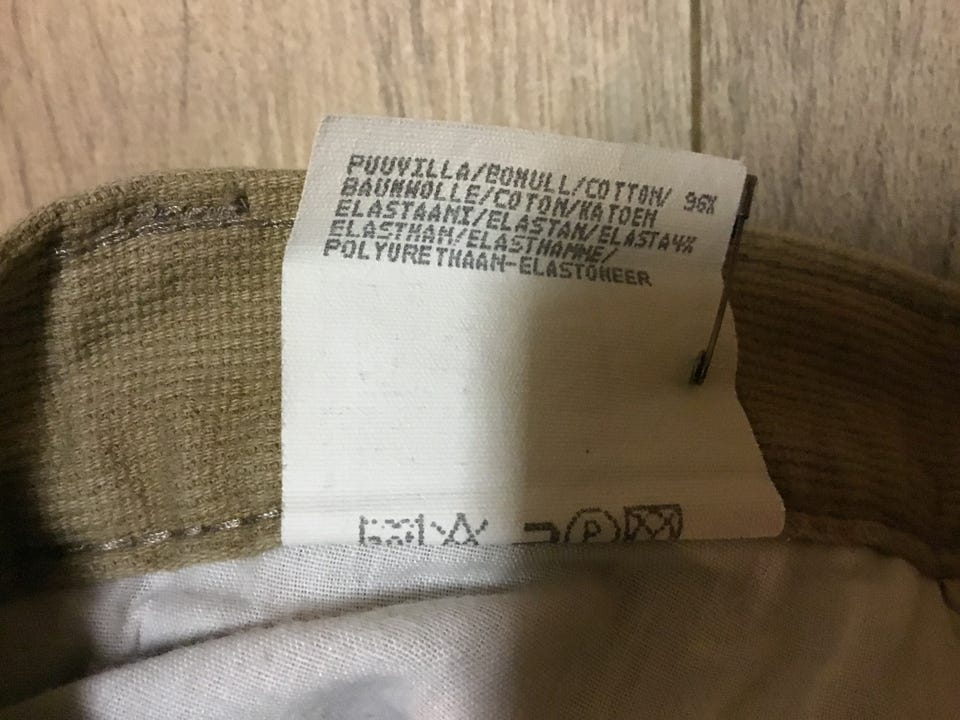 PUUVILLA/BOMULL/COTTON/ 96%
BAUMWOLLE/COTON/KATOEN
ELASTAANI/ELASTAN/ELASTA4%
ELASTHAN/ELASTHANNE/
POLYURETHAAN-ELASTOMEER
P